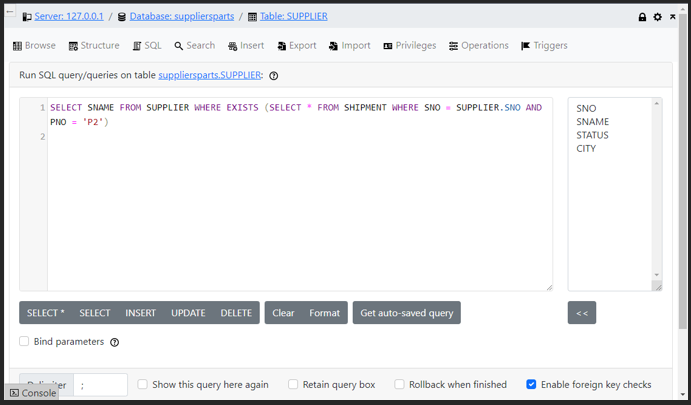 Server: 127.0.0.1 / Database: suppliersparts / Table: SUPPLIER
Browse Structure SQL Search Insert Export Import Privileges Operations Triggers
Run SQL query/queries on table suppliersparts.SUPPLIER:
1 SELECT SNAME FROM SUPPLIER WHERE EXISTS (SELECT * FROM SHIPMENT WHERE SNO = SUPPLIER.SNO AND
PNO = 'P2')
2
SNO
SNAME
STATUS
CITY
SELECT * SELECT INSERT UPDATE DELETE Clear Format Get auto-saved query <<
Bind parameters
; Show this query here again Retain query box Rollback when finished Enable foreign key checks
Console